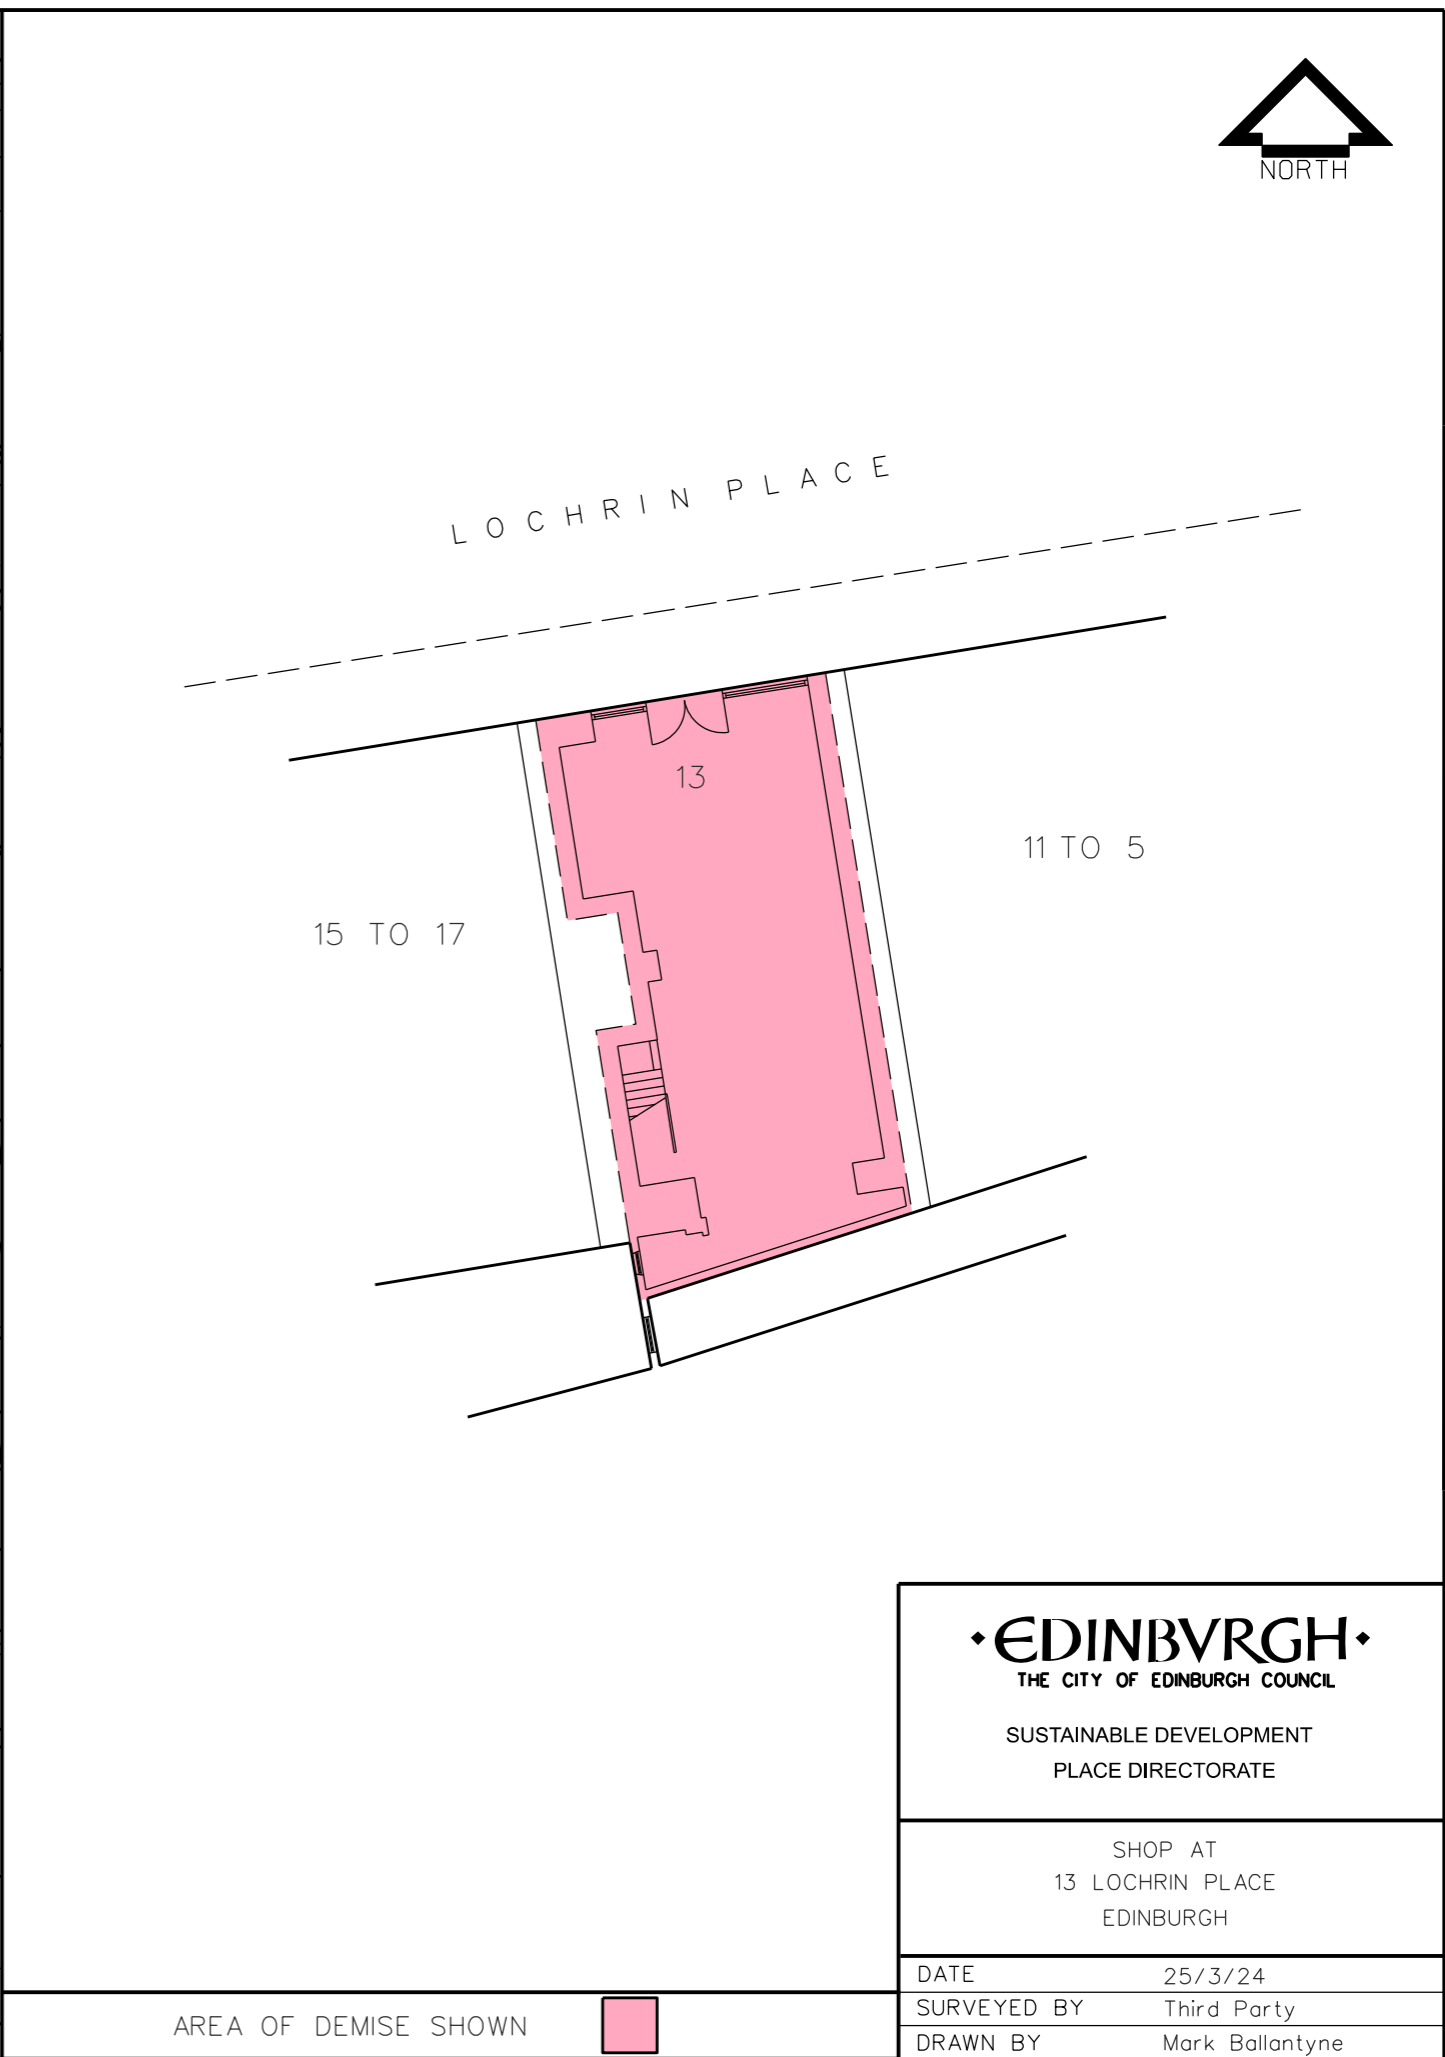 NORTH
LOCHRIN PLACE
13
11 TO 5
15 TO 17
EDINBVRGH
THE CITY OF EDINBURGH COUNCIL
SUSTAINABLE DEVELOPMENT
PLACE DIRECTORATE
SHOP AT
13 LOCHRIN PLACE
EDINBURGH
DATE 25/3/24
SURVEYED BY Third Party
DRAWN BY Mark Ballantyne
AREA OF DEMISE SHOWN